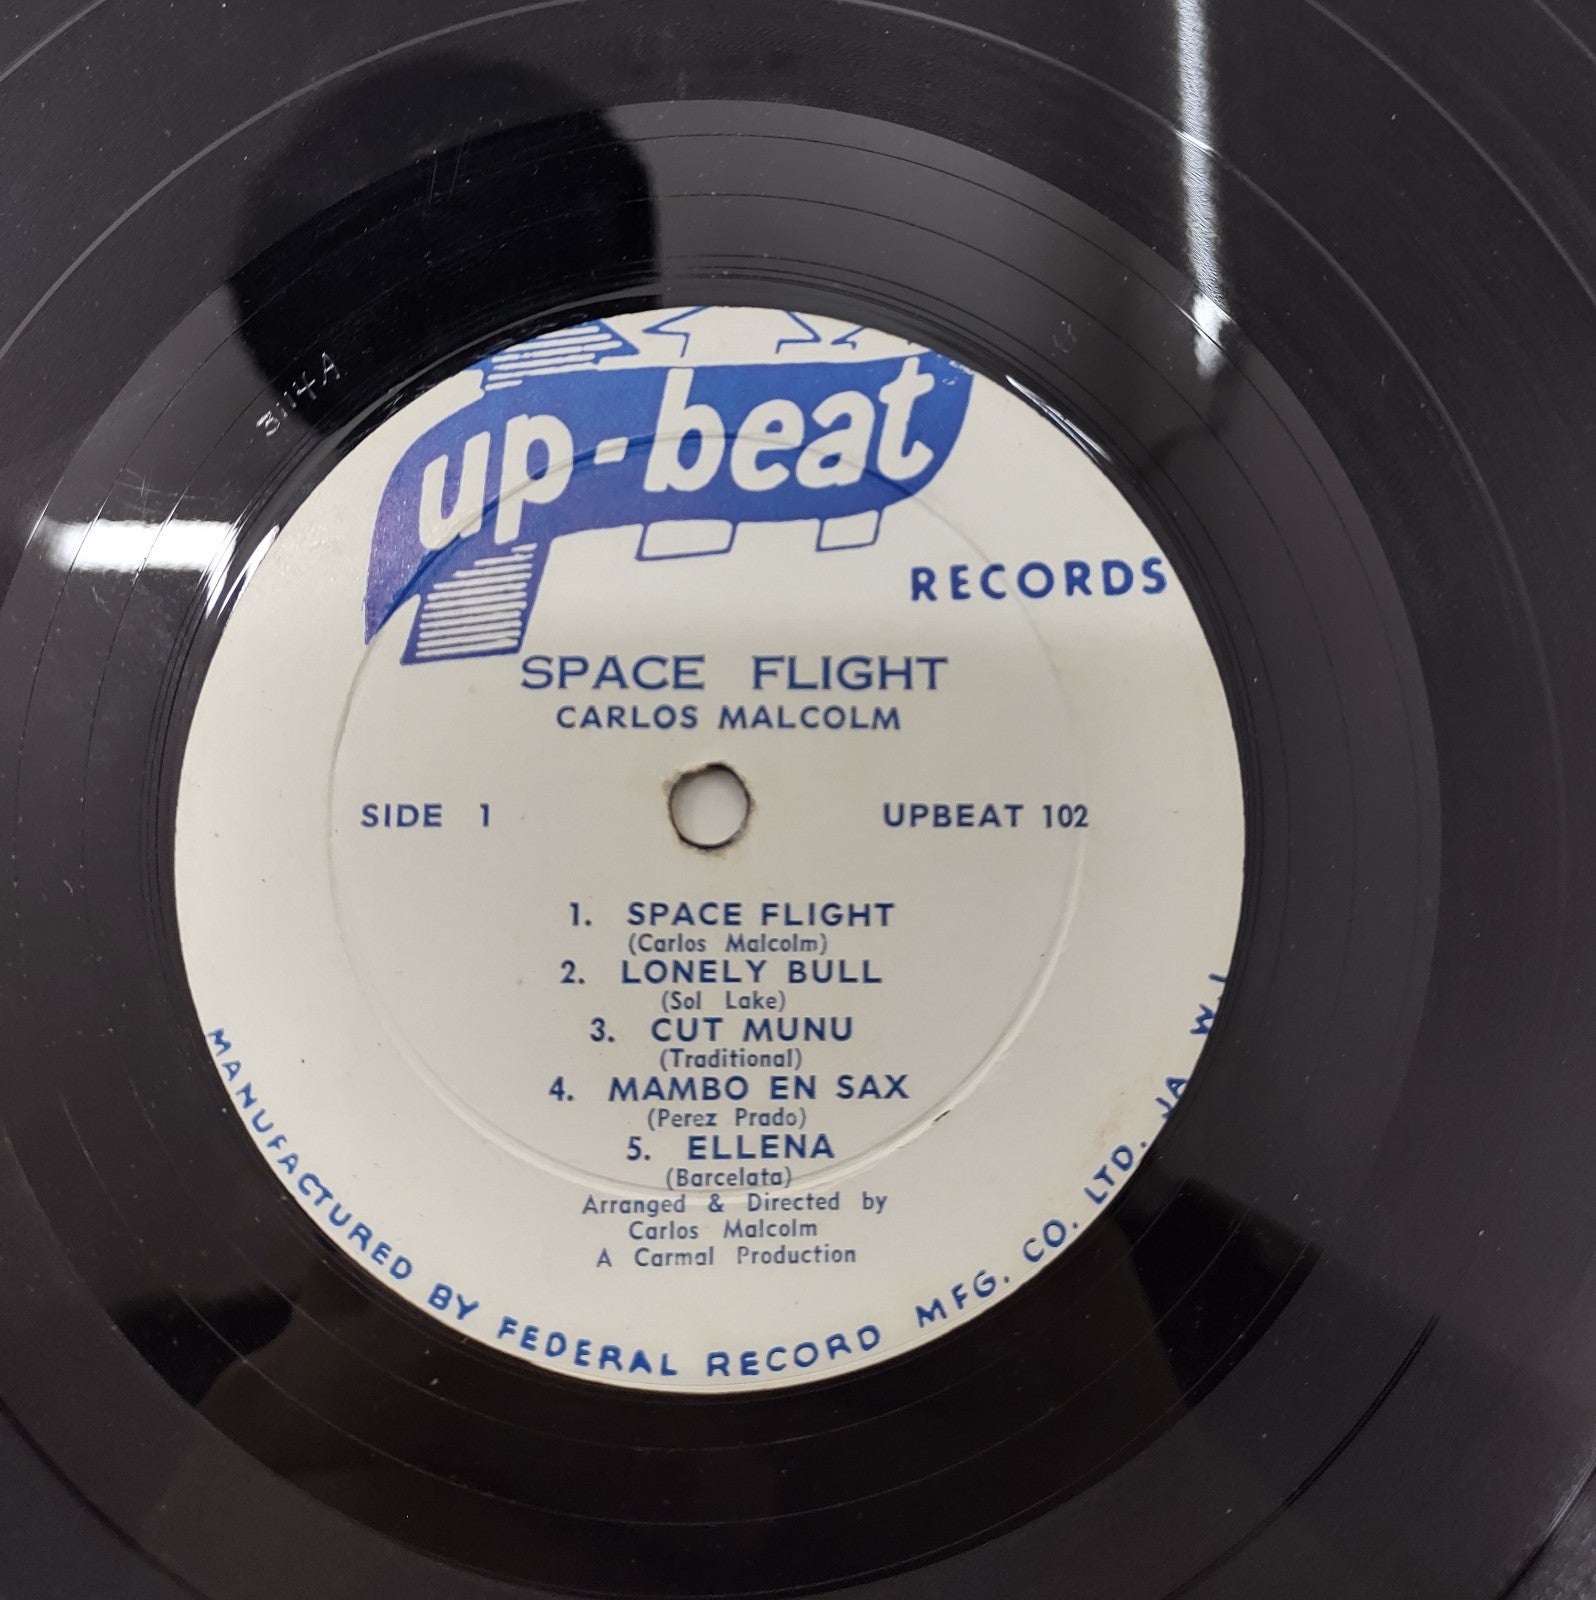 up-beat
RECORDS
SPACE FLIGHT
CARLOS MALCOLM
SIDE 1
UPBEAT 102
1. SPACE FLIGHT
(Carlos Malcolm)
2. LONELY BULL
(Sol Lake)
3. CUT MUNU
(Traditional)
4. MAMBO EN SAX
(Perez Prado)
5. ELLENA
(Barcelata)
Arranged & Directed by
Carlos Malcolm
A Carmal Production
MANUFACTURED BY FEDERAL RECORD MFG. CO. LTD. JA W.I